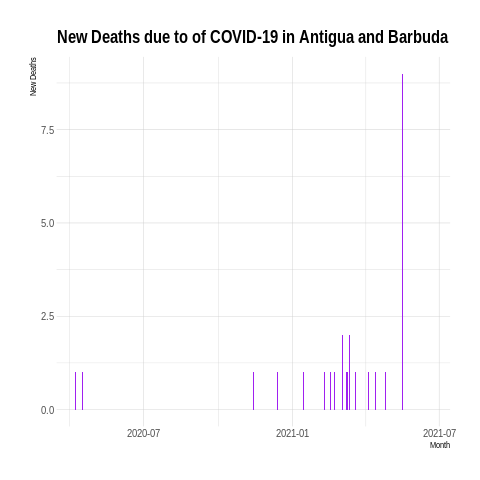 New Deaths due to of COVID-19 in Antigua and Barbuda
New Deaths
7.5
5.0
2.5
0.0
2020-07 2021-01 2021-07
Month